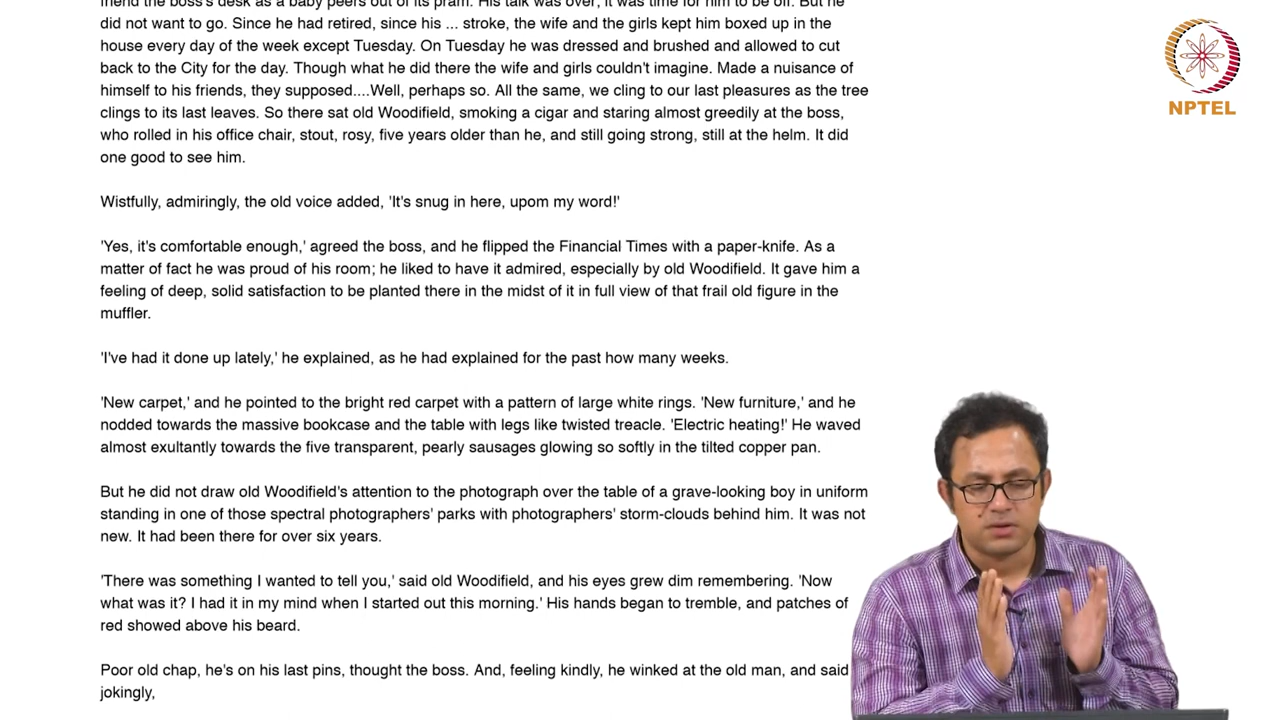 friend the boss's desk as a baby peers out of its pram. His talk was over; it was time for him to be off. But he
did not want to go. Since he had retired, since his ... stroke, the wife and the girls kept him boxed up in the
house every day of the week except Tuesday. On Tuesday he was dressed and brushed and allowed to cut
back to the City for the day. Though what he did there the wife and girls couldn't imagine. Made a nuisance of
himself to his friends, they supposed....Well, perhaps so. All the same, we cling to our last pleasures as the tree
clings to its last leaves. So there sat old Woodifield, smoking a cigar and staring almost greedily at the boss,
who rolled in his office chair, stout, rosy, five years older than he, and still going strong, still at the helm. It did
one good to see him.
Wistfully, admiringly, the old voice added, 'It's snug in here, upom my word!'
'Yes, it's comfortable enough,' agreed the boss, and he flipped the Financial Times with a paper-knife. As a
matter of fact he was proud of his room; he liked to have it admired, especially by old Woodifield. It gave him a
feeling of deep, solid satisfaction to be planted there in the midst of it in full view of that frail old figure in the
muffler.
'I've had it done up lately,' he explained, as he had explained for the past how many weeks.
'New carpet,' and he pointed to the bright red carpet with a pattern of large white rings. 'New furniture,' and he
nodded towards the massive bookcase and the table with legs like twisted treacle. 'Electric heating!' He waved
almost exultantly towards the five transparent, pearly sausages glowing so softly in the tilted copper pan.
But he did not draw old Woodifield's attention to the photograph over the table of a grave-looking boy in uniform
standing in one of those spectral photographers' parks with photographers' storm-clouds behind him. It was not
new. It had been there for over six years.
'There was something I wanted to tell you,' said old Woodifield, and his eyes grew dim remembering. 'Now
what was it? I had it in my mind when I started out this morning.' His hands began to tremble, and patches of
red showed above his beard.
Poor old chap, he's on his last pins, thought the boss. And, feeling kindly, he winked at the old man, and said
jokingly,
NPTEL